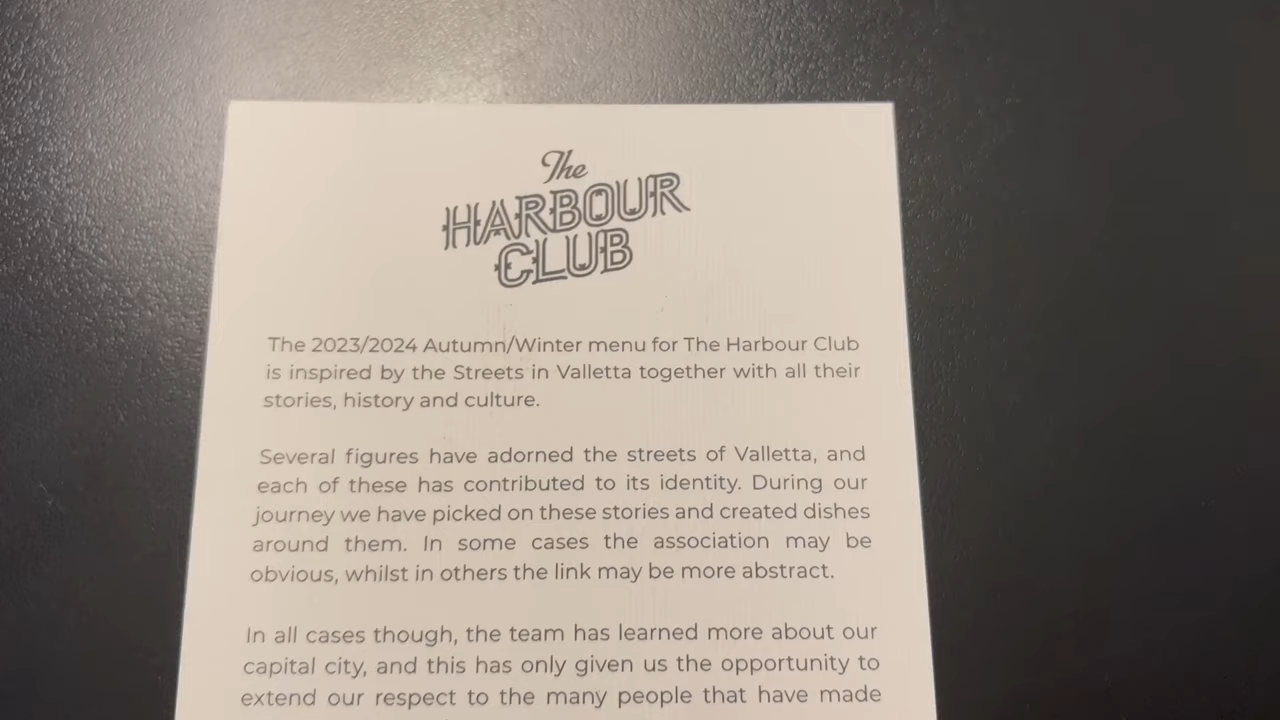 The
HARBOUR
CLUB
The 2023/2024 Autumn/Winter menu for The Harbour Club
is inspired by the Streets in Valletta together with all their
stories, history and culture.
Several figures have adorned the streets of Valletta, and
each of these has contributed to its identity. During our
journey we have picked on these stories and created dishes
around them. In some cases the association may be
obvious, whilst in others the link may be more abstract.
In all cases though, the team has learned more about our
capital city, and this has only given us the opportunity to
extend our respect to the many people that have made